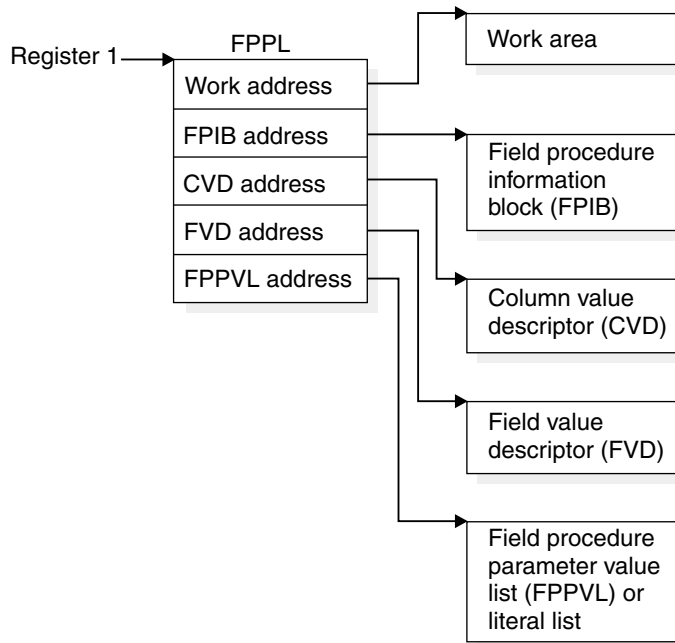 FPPL
Register 1
Work address
FPIB address
CVD address
FVD address
FPPVL address
Work area
Field procedure
information
block (FPIB)
Column value
descriptor (CVD)
Field value
descriptor (FVD)
Field procedure
parameter value
list (FPPVL) or
literal list